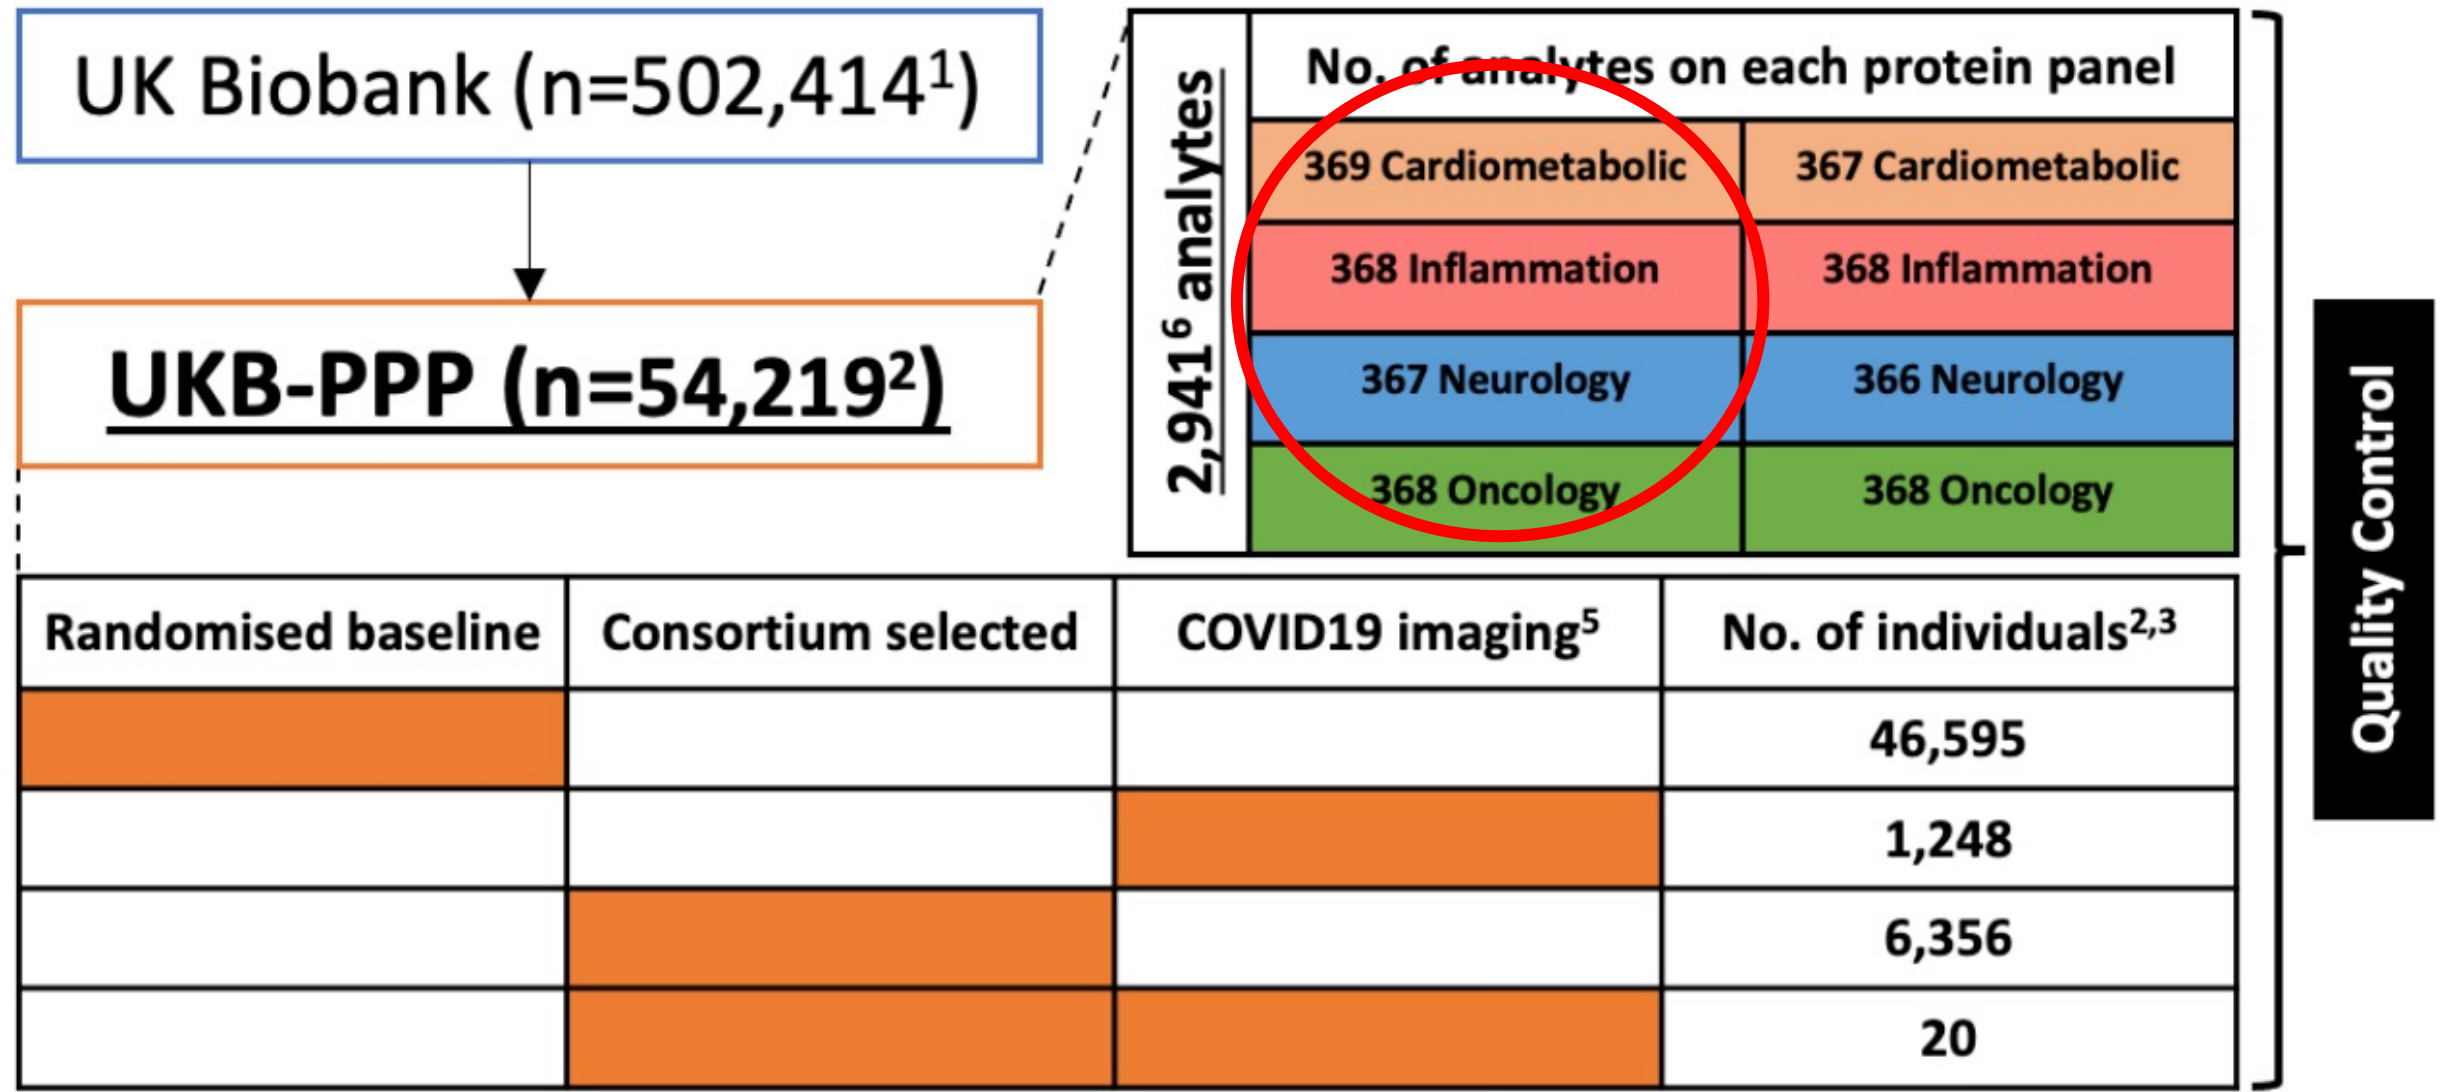 UK Biobank (n=502,414¹)
UKB-PPP (n=54,219²)
2,941⁶ analytes
No. of analytes on each protein panel
369 Cardiometabolic
367 Cardiometabolic
368 Inflammation
368 Inflammation
367 Neurology
366 Neurology
368 Oncology
368 Oncology
Randomised baseline
Consortium selected
COVID19 imaging⁵
No. of individuals²,³
46,595
1,248
6,356
20
Quality Control